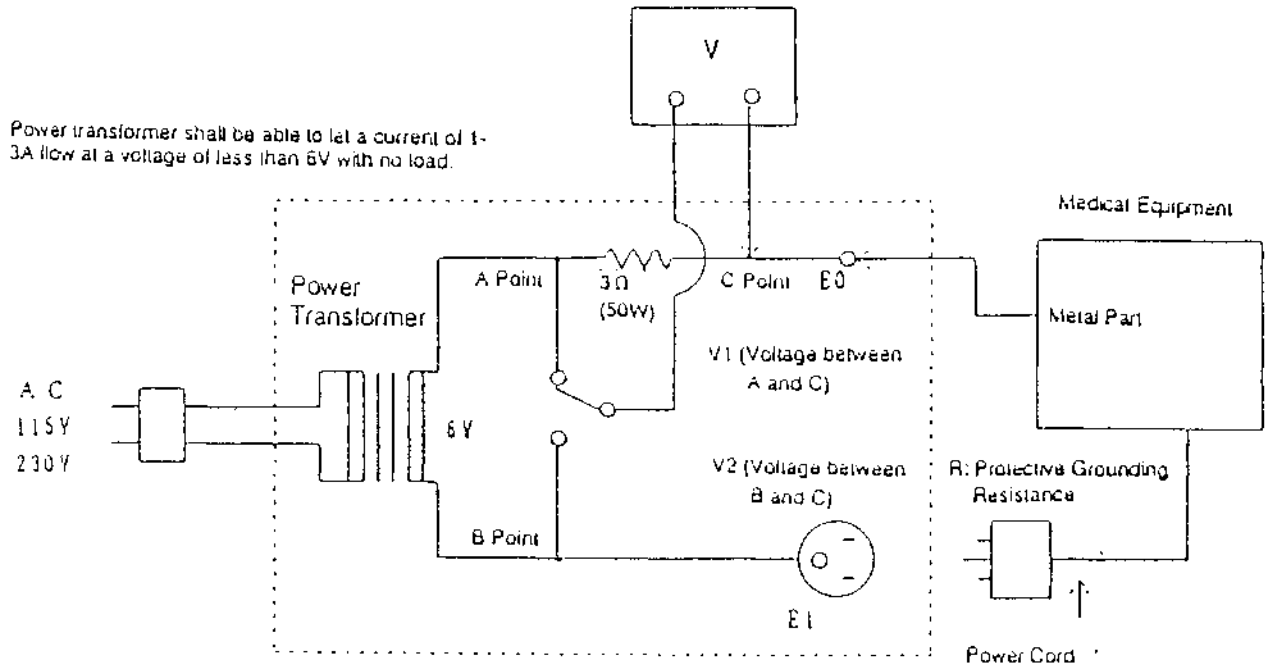 V
Power transformer shall be able to let a current of 1-
3A flow at a voltage of less than 6V with no load.
Medical Equipment
A Point
3Ω
(50W)
C Point
E0
Power
Transformer
Metal Part
V1 (Voltage between
A and C)
A C
115V
230V
6V
V2 (Voltage between
B and C)
R: Protective Grounding
Resistance
B Point
E1
Power Cord